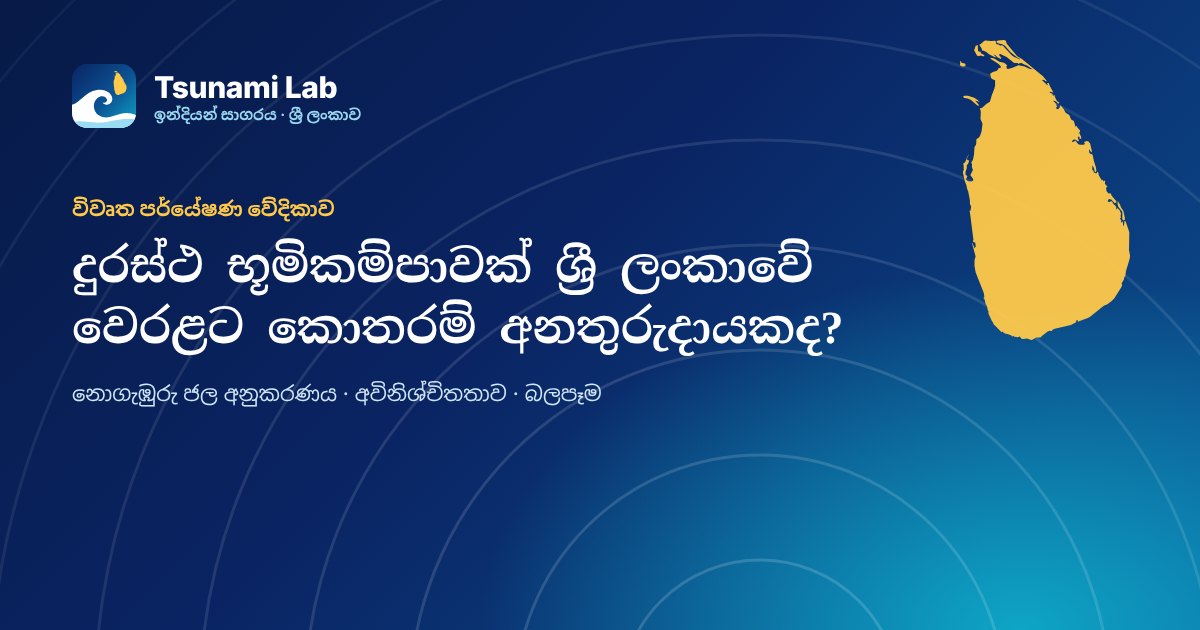 Tsunami Lab
ඉන්දියන් සාගරය · ශ්‍රී ලංකාව
විවෘත පර්යේෂණ වේදිකාව
දුරස්ථ භූමිකම්පාවක් ශ්‍රී ලංකාවේ
වෙරළට කොතරම් අනතුරුදායකද?
නොගැඹුරු ජල අනුකරණය · අවිනිශ්චිතතාව · බලපෑම